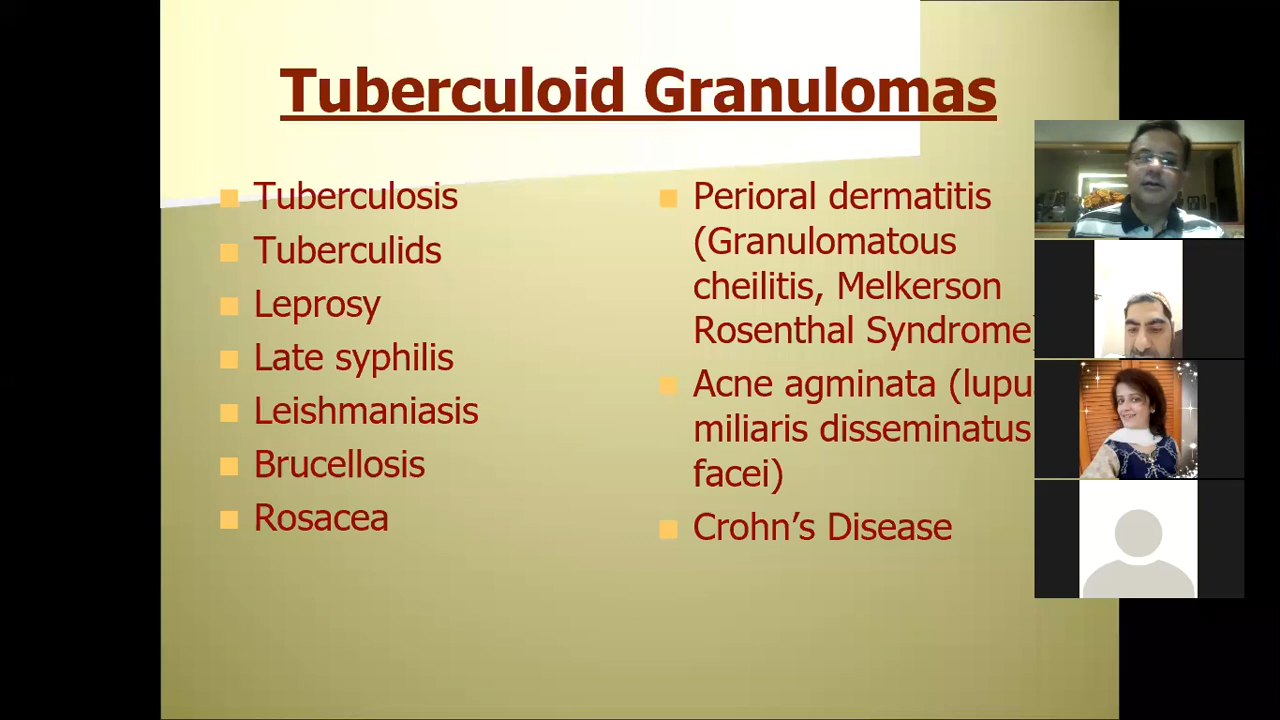 Tuberculoid Granulomas
Tuberculosis
Tuberculids
Leprosy
Late syphilis
Leishmaniasis
Brucellosis
Rosacea
Perioral dermatitis
(Granulomatous
cheilitis, Melkerson
Rosenthal Syndrome)
Acne agminata (lupu
miliaris disseminatus
facei)
Crohn's Disease